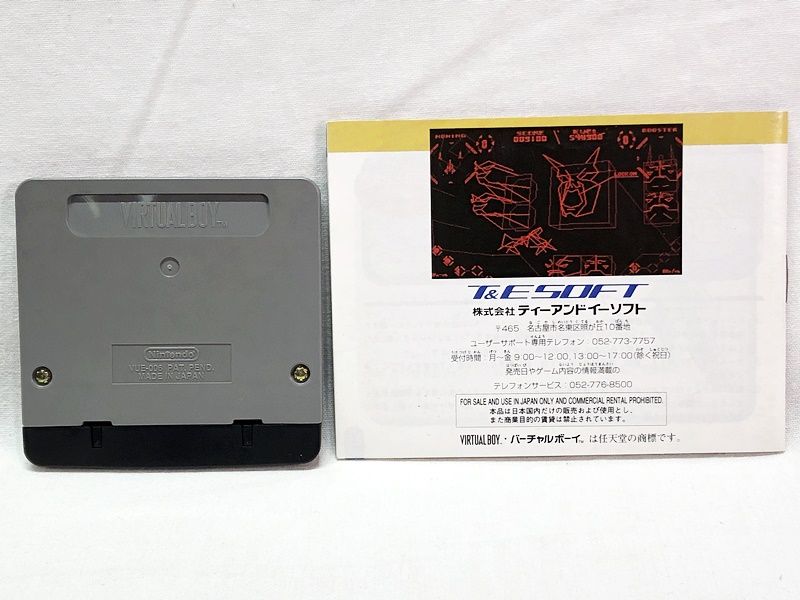 VIRTUAL BOY™
Nintendo
VUE-006 PAT. PEND.
MADE IN JAPAN
SCORE
009100
BOOSTER
LOCK ON
T&E SOFT
株式会社 ティーアンドイーソフト
〒465 名古屋市名東区照が丘10番地
ユーザーサポート専用テレフォン：052-773-7757
受付時間：月～金 9:00～12:00, 13:00～17:00(除く祝日)
発売日やゲーム内容の情報満載の
テレフォンサービス：052-776-8500
FOR SALE AND USE IN JAPAN ONLY AND COMMERCIAL RENTAL PROHIBITED.
本品は日本国内だけの販売および使用とし、
また商業目的の賃貸は禁止されています。
VIRTUAL BOY.・バーチャルボーイ. は任天堂の商標です。